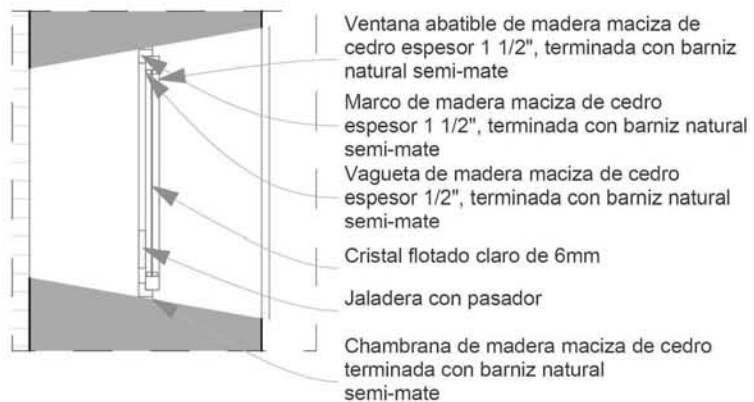 Ventana abatible de madera maciza de
cedro espesor 1 1/2", terminada con barniz
natural semi-mate
Marco de madera maciza de cedro
espesor 1 1/2", terminada con barniz natural
semi-mate
Vagueta de madera maciza de cedro
espesor 1/2", terminada con barniz natural
semi-mate
Cristal flotado claro de 6mm
Jaladera con pasador
Chambrana de madera maciza de cedro
terminada con barniz natural
semi-mate